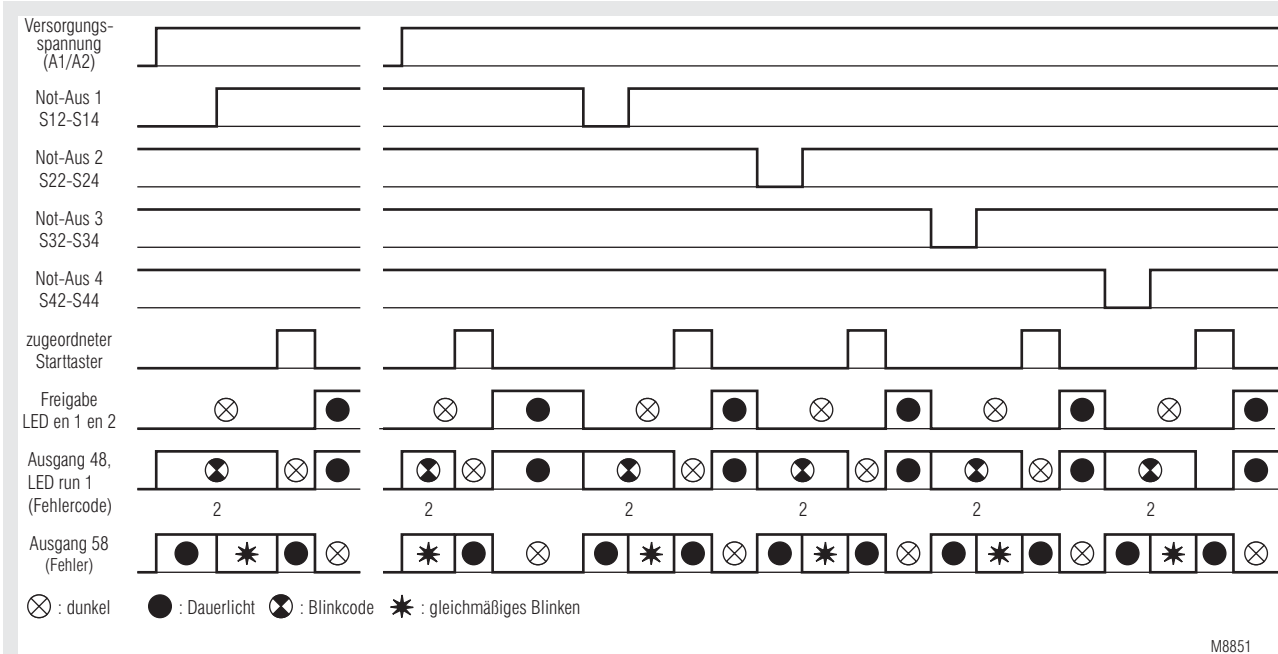 Versorgungs-
spannung
(A1/A2)
Not-Aus 1
S12-S14
Not-Aus 2
S22-S24
Not-Aus 3
S32-S34
Not-Aus 4
S42-S44
zugeordneter
Starttaster
Freigabe
LED en 1 en 2
Ausgang 48,
LED run 1
(Fehlercode)
2 2 2 2 2 2
Ausgang 58
(Fehler)
: dunkel : Dauerlicht : Blinkcode : gleichmäßiges Blinken
M8851